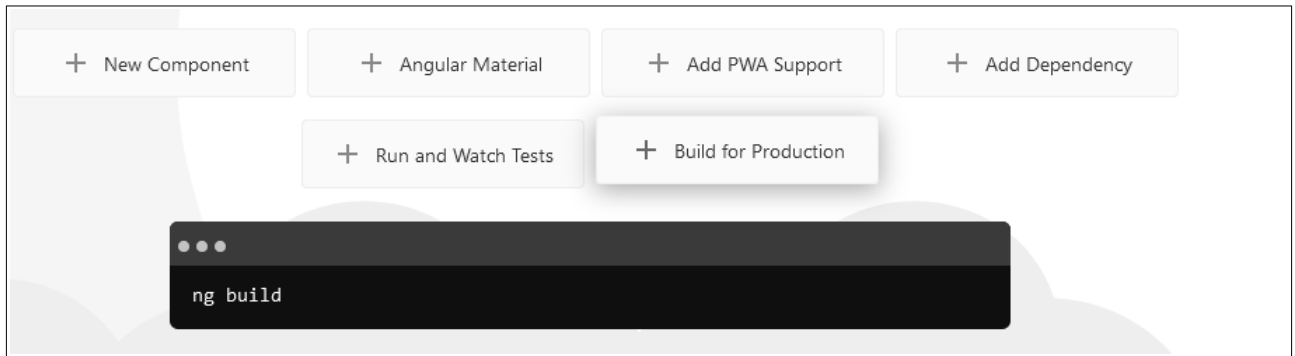 New Component
Angular Material
Add PWA Support
Add Dependency
Run and Watch Tests
Build for Production
ng build